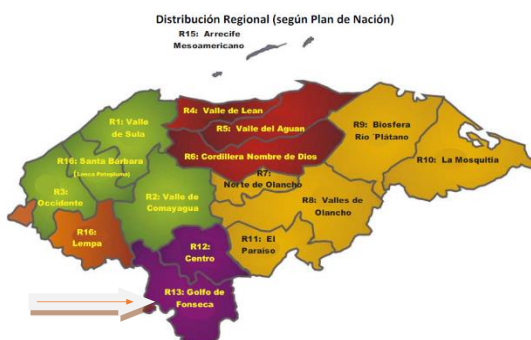 Distribución Regional (según Plan de Nación)
R15: Arrecife
Mesoamericano
R4: Valle de Lean
R1: Valle
de Sula
R5: Valle del Aguan
R9: Biosfera
Río ´Plátano
R16: Santa Bárbara
R6: Cordillera Nombre de Dios
R10: La Mosquitia
R7:
Norte de Olancho
R3:
Occidente
R2: Valle de
Comayagua
R8: Valles de
Olancho
R16:
Lempa
R12:
Centro
R11: El
Paraíso
R13: Golfo de
Fonseca